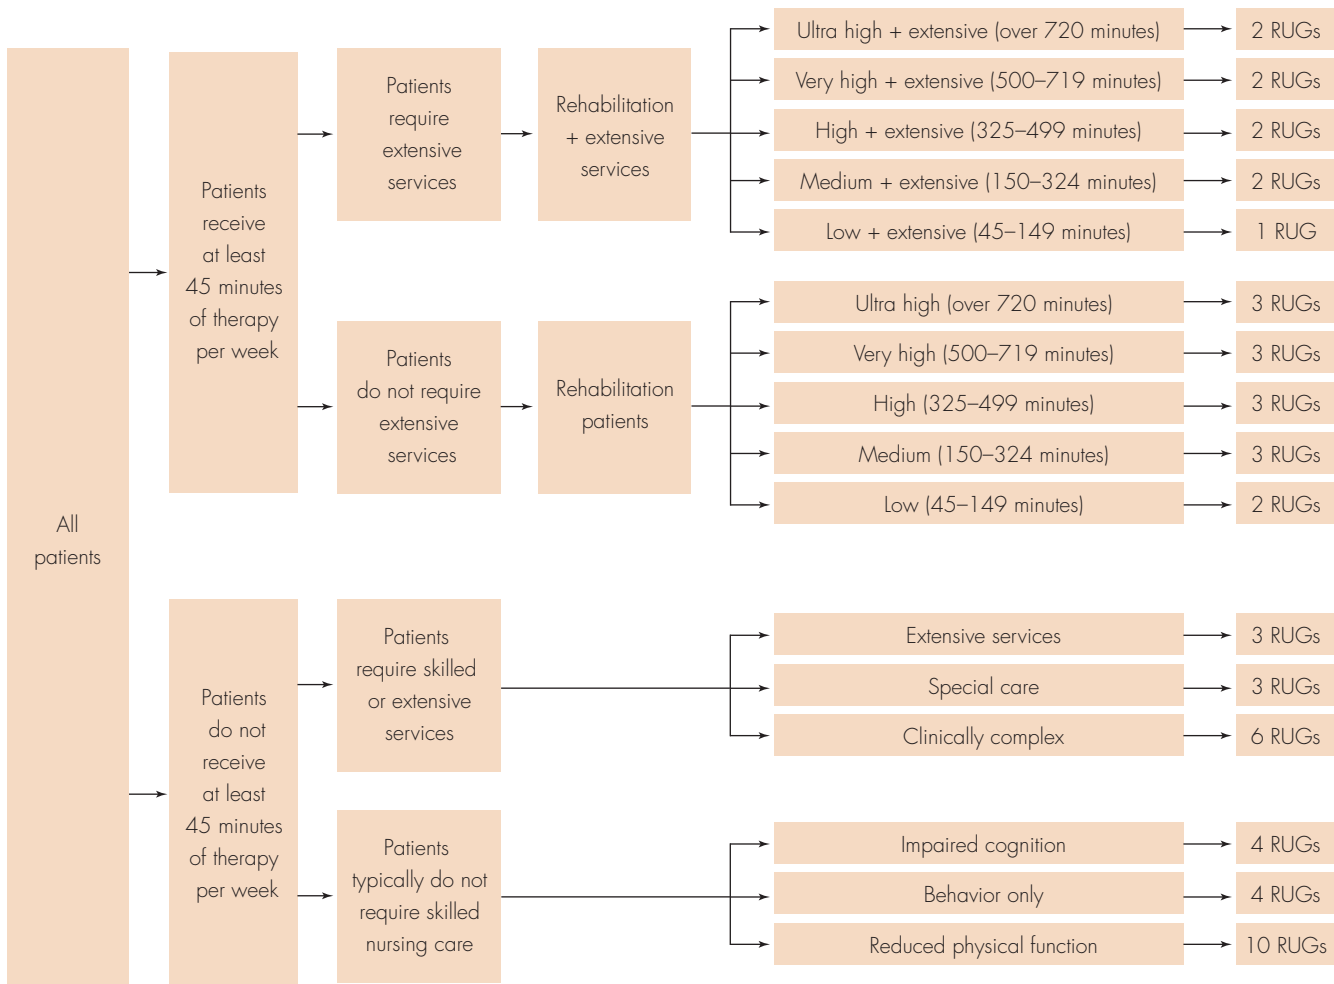 All
patients
Patients
receive
at least
45 minutes
of therapy
per week
Patients
require
extensive
services
Rehabilitation
+ extensive
services
Ultra high + extensive (over 720 minutes)
2 RUGs
Very high + extensive (500–719 minutes)
2 RUGs
High + extensive (325–499 minutes)
2 RUGs
Medium + extensive (150–324 minutes)
2 RUGs
Low + extensive (45–149 minutes)
1 RUG
Patients
do not require
extensive
services
Rehabilitation
patients
Ultra high (over 720 minutes)
3 RUGs
Very high (500–719 minutes)
3 RUGs
High (325–499 minutes)
3 RUGs
Medium (150–324 minutes)
3 RUGs
Low (45–149 minutes)
2 RUGs
Patients
do not
receive
at least
45 minutes
of therapy
per week
Patients
require skilled
or extensive
services
Extensive services
3 RUGs
Special care
3 RUGs
Clinically complex
6 RUGs
Patients
typically do not
require skilled
nursing care
Impaired cognition
4 RUGs
Behavior only
4 RUGs
Reduced physical function
10 RUGs